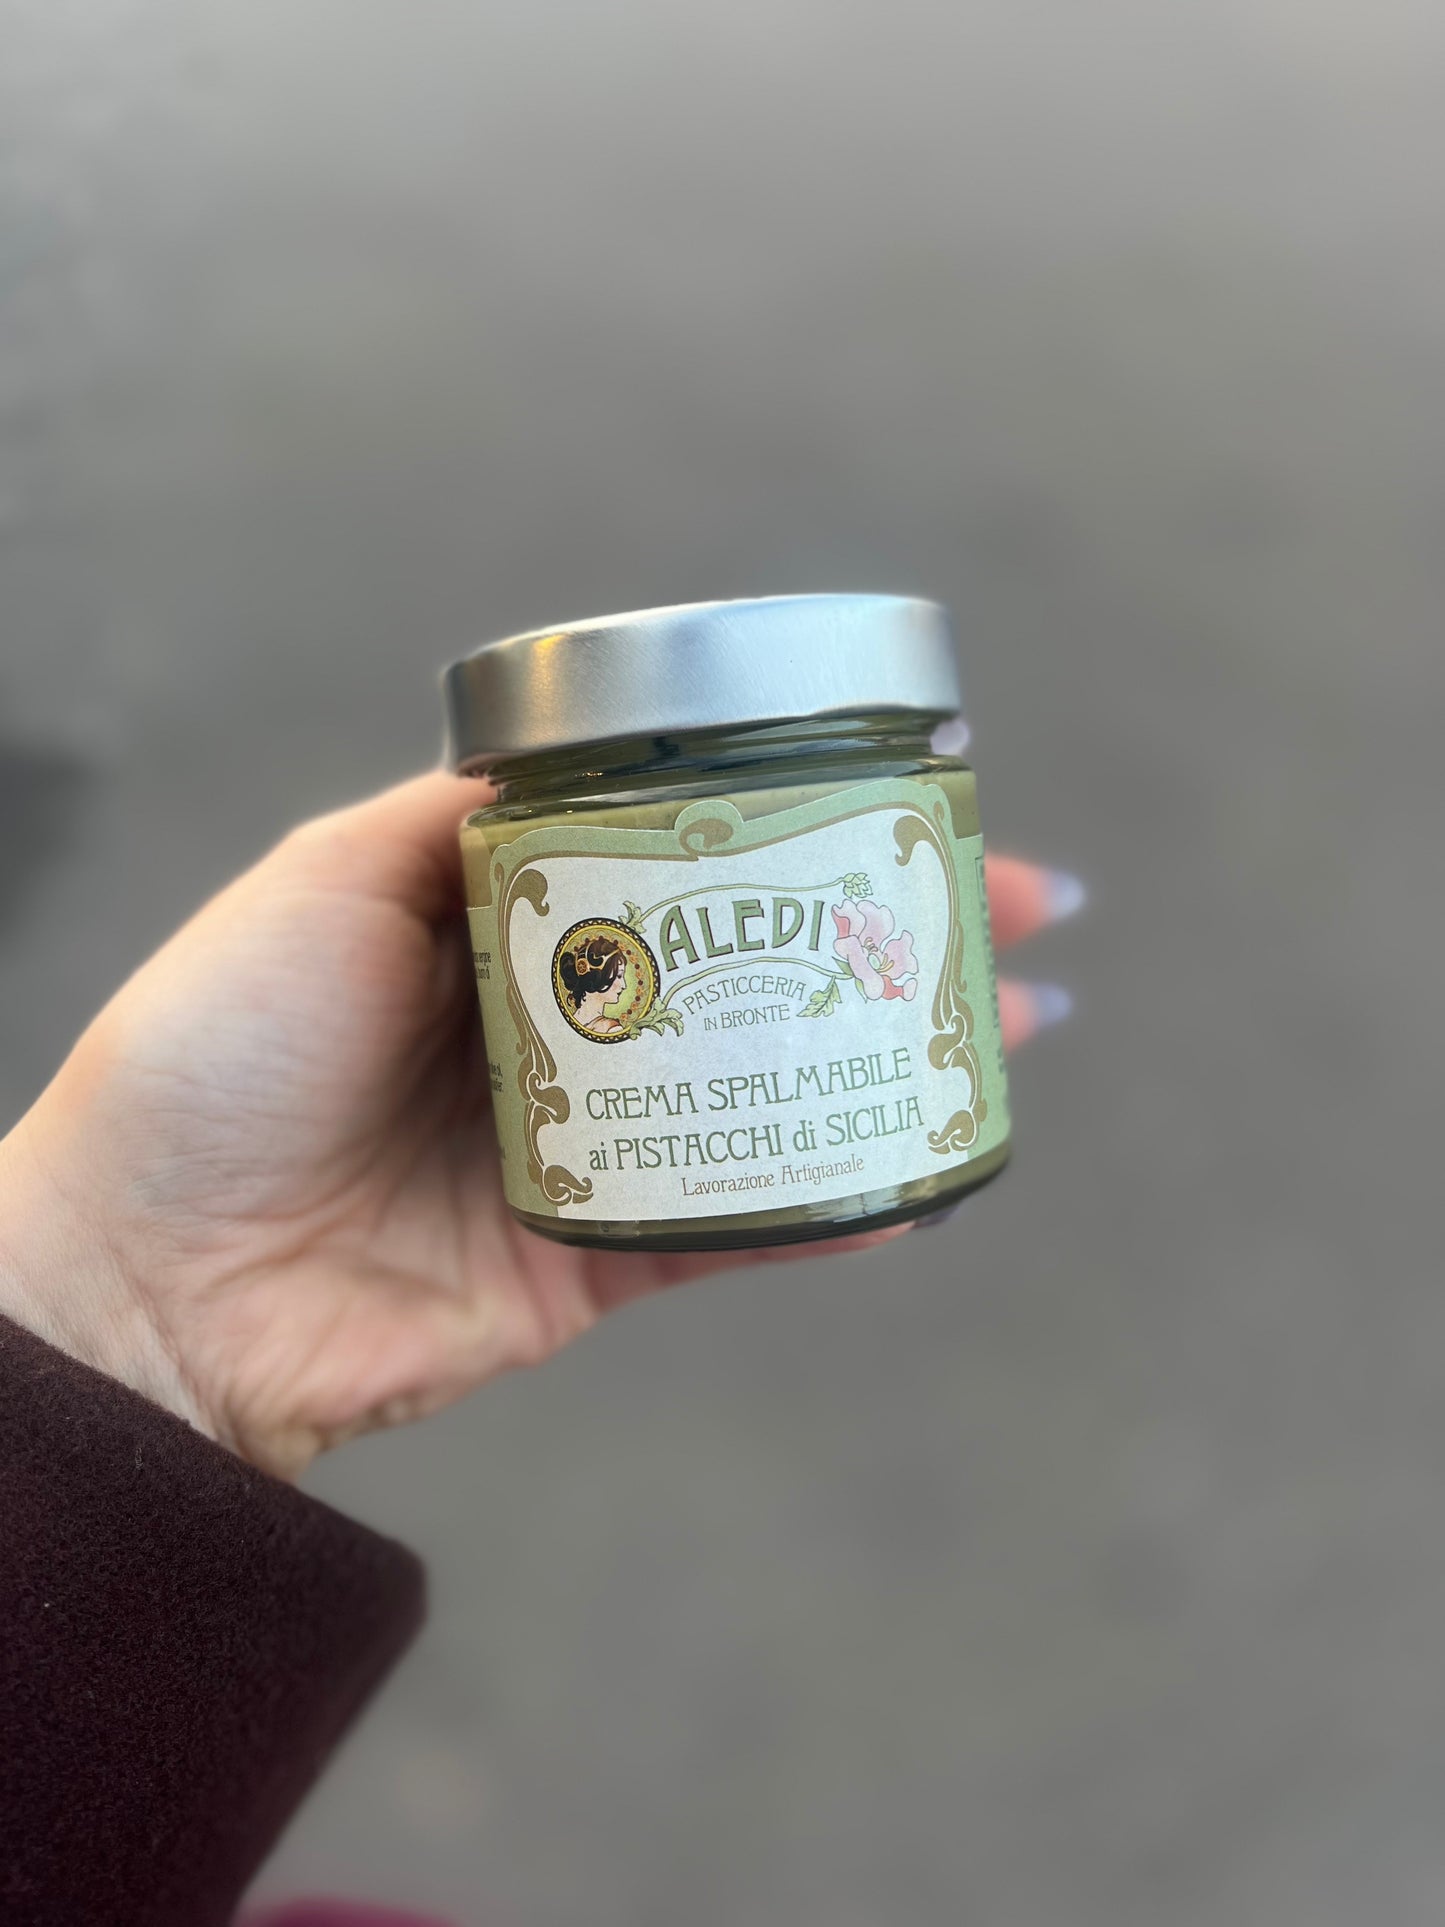 ALEDI
PASTICCERIA
IN BRONTE
CREMA SPALMABILE
ai PISTACCHI di SICILIA
Lavorazione Artigianale